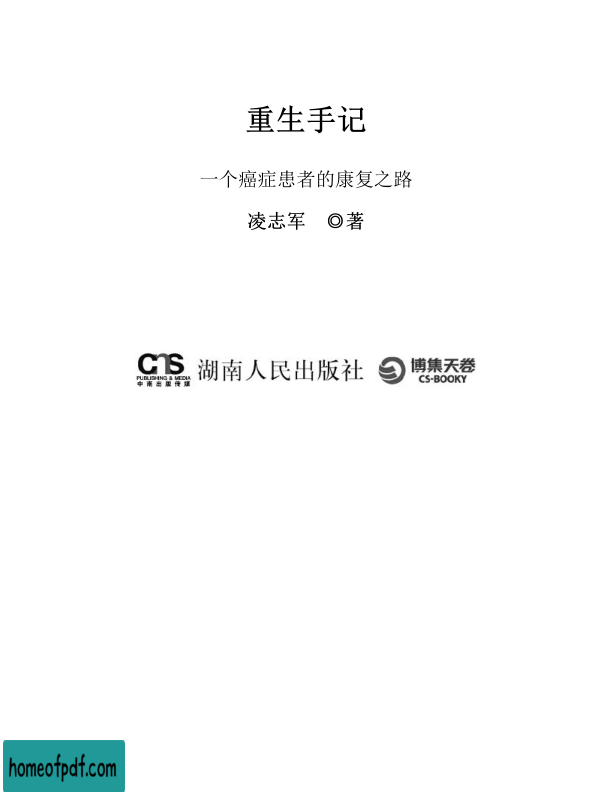 重生手记
一个癌症患者的康复之路
凌志军 ◎著
CNS
PUBLISHING & MEDIA
中南出版传媒
湖南人民出版社
博集天卷
CS-BOOKY
homeofpdf.com